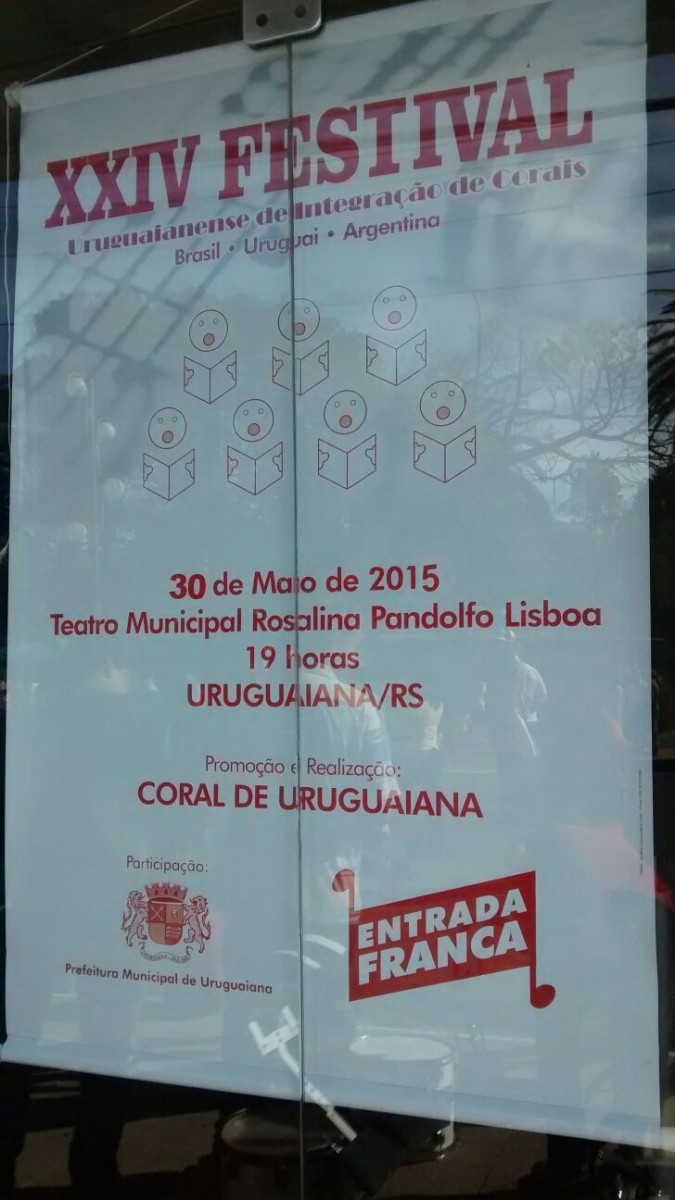 XXIV FESTIVAL
Uruguaianense de Integração de Corais
Brasil • Uruguai • Argentina
30 de Maio de 2015
Teatro Municipal Rosalina Pandolfo Lisboa
19 horas
URUGUAIANA/RS
Promoção e Realização:
CORAL DE URUGUAIANA
Participação:
Prefeitura Municipal de Uruguaiana
ENTRADA
FRANCA